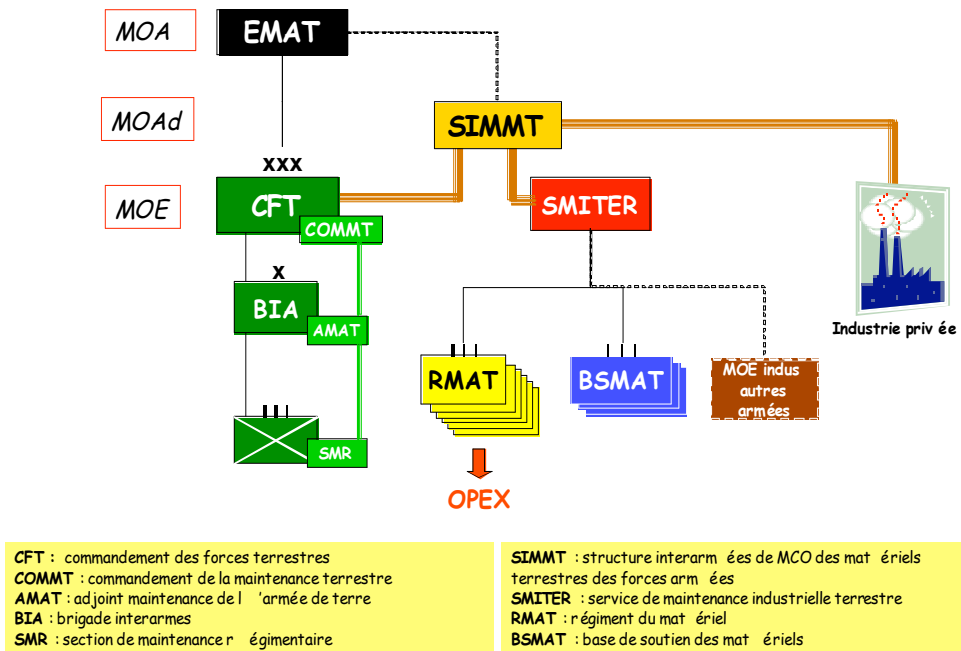 MOA
EMAT
MOAd
SIMMT
xxx
MOE
CFT
SMITER
COMMT
x
BIA
AMAT
Industrie priv ée
RMAT
BSMAT
MOE indus
autres
armées
SMR
OPEX
CFT : commandement des forces terrestres
COMMT : commandement de la maintenance terrestre
AMAT : adjoint maintenance de l ’armée de terre
BIA : brigade interarmes
SMR : section de maintenance r égimentaire
SIMMT : structure interarm ées de MCO des mat ériels
terrestres des forces arm ées
SMITER : service de maintenance industrielle terrestre
RMAT : régiment du mat ériel
BSMAT : base de soutien des mat ériels